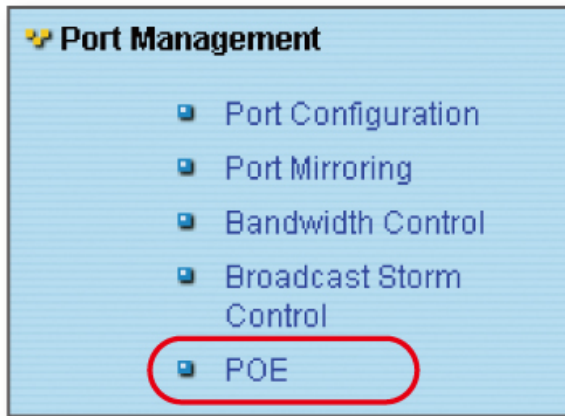 Port Management
Port Configuration
Port Mirroring
Bandwidth Control
Broadcast Storm
Control
POE